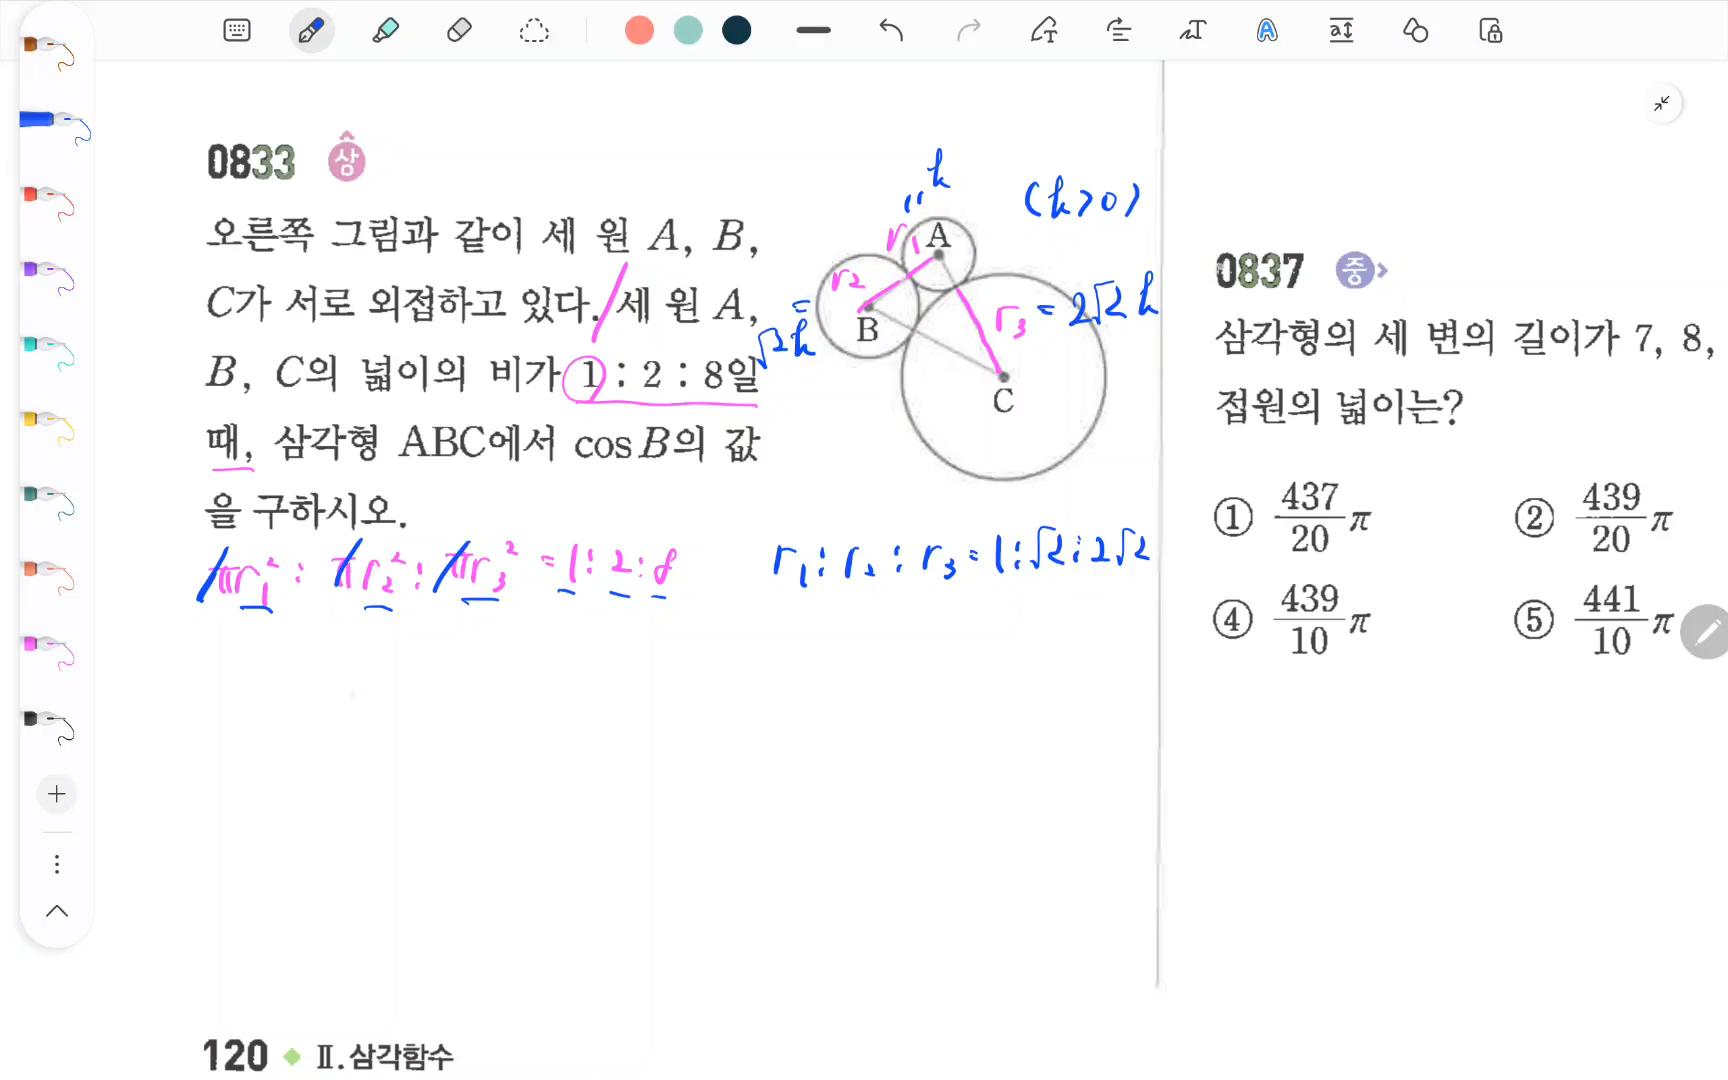 0833 상
오른쪽 그림과 같이 세 원 A, B,
C가 서로 외접하고 있다. 세 원 A,
B, C의 넓이의 비가 1 : 2 : 8일
때, 삼각형 ABC에서 cos B의 값
을 구하시오.
πr₁² : πr₂² : πr₃² = 1 : 2 : 8
k
(k>0)
A
r₁
r₂
B
= √2k
r₃ = 2√2 k
C
r₁ : r₂ : r₃ = 1 : √2 : 2√2
120 ◆ Ⅱ. 삼각함수
0837 중
삼각형의 세 변의 길이가 7, 8,
접원의 넓이는?
① 437/20 π ② 439/20 π
④ 439/10 π ⑤ 441/10 π